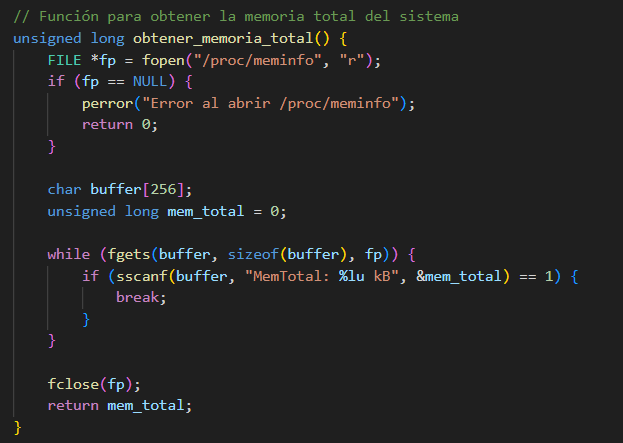 // Función para obtener la memoria total del sistema
unsigned long obtener_memoria_total() {
    FILE *fp = fopen("/proc/meminfo", "r");
    if (fp == NULL) {
        perror("Error al abrir /proc/meminfo");
        return 0;
    }

    char buffer[256];
    unsigned long mem_total = 0;

    while (fgets(buffer, sizeof(buffer), fp)) {
        if (sscanf(buffer, "MemTotal: %lu kB", &mem_total) == 1) {
            break;
        }
    }

    fclose(fp);
    return mem_total;
}